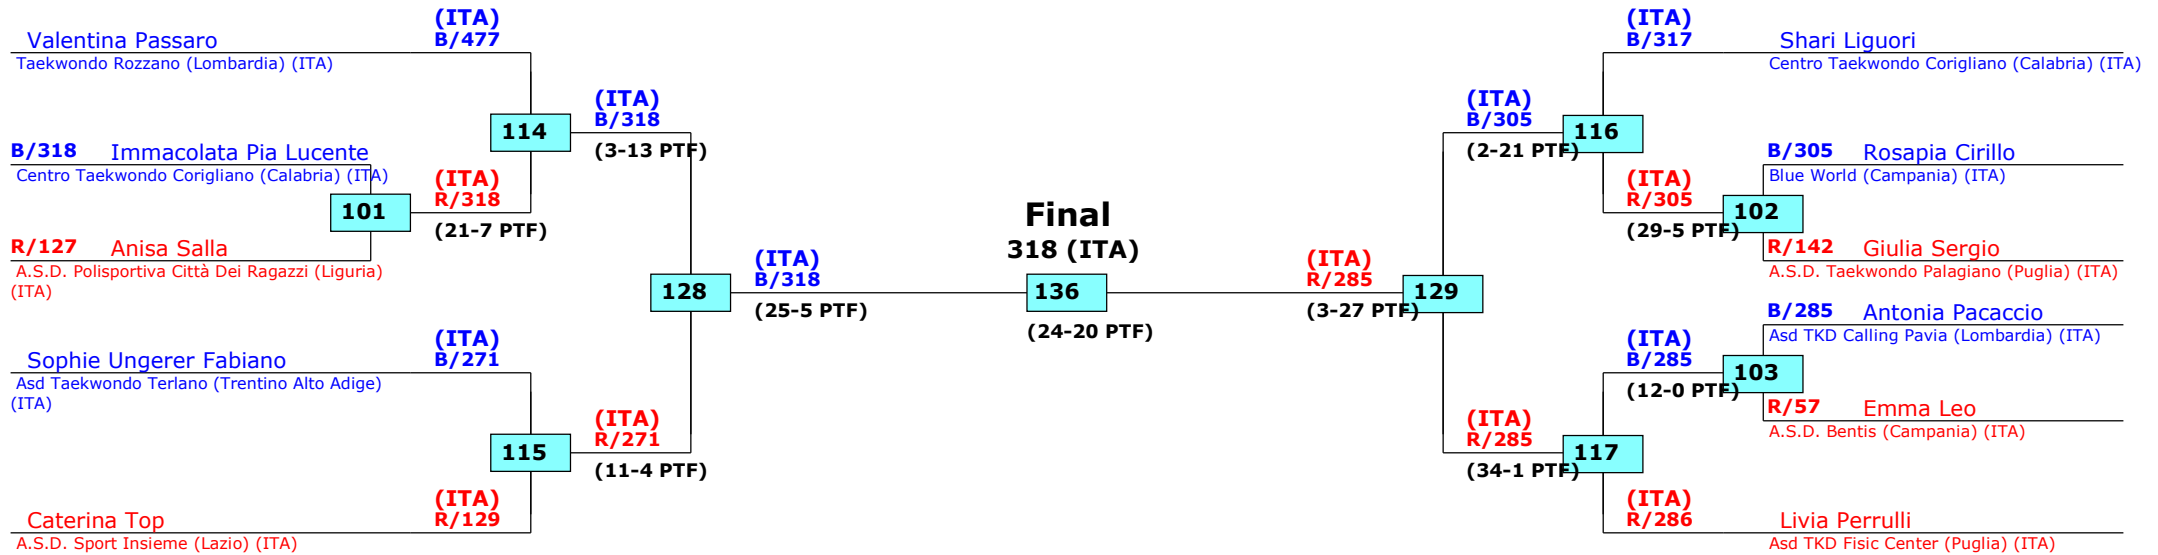 (ITA)
B/477
Valentina Passaro
Taekwondo Rozzano (Lombardia) (ITA)
114
(ITA)
B/318
(3-13 PTF)
B/318 Immacolata Pia Lucente
Centro Taekwondo Corigliano (Calabria) (ITA)
101
(ITA)
R/318
(21-7 PTF)
R/127 Anisa Salla
A.S.D. Polisportiva Città Dei Ragazzi (Liguria)
(ITA)
128
(ITA)
B/318
(25-5 PTF)
Sophie Ungerer Fabiano
(ITA)
B/271
Asd Taekwondo Terlano (Trentino Alto Adige)
(ITA)
115
(ITA)
R/271
(11-4 PTF)
Caterina Top
(ITA)
R/129
A.S.D. Sport Insieme (Lazio) (ITA)
Final
318 (ITA)
136
(24-20 PTF)
(ITA)
R/285
(3-27 PTF)
129
(ITA)
B/305
(2-21 PTF)
116
(ITA)
B/317
Shari Liguori
Centro Taekwondo Corigliano (Calabria) (ITA)
B/305 Rosapia Cirillo
Blue World (Campania) (ITA)
(ITA)
R/305
(29-5 PTF)
102
R/142 Giulia Sergio
A.S.D. Taekwondo Palagiano (Puglia) (ITA)
B/285 Antonia Pacaccio
Asd TKD Calling Pavia (Lombardia) (ITA)
(ITA)
B/285
(12-0 PTF)
103
R/57 Emma Leo
A.S.D. Bentis (Campania) (ITA)
(ITA)
R/285
(34-1 PTF)
117
(ITA)
R/286
Livia Perrulli
Asd TKD Fisic Center (Puglia) (ITA)